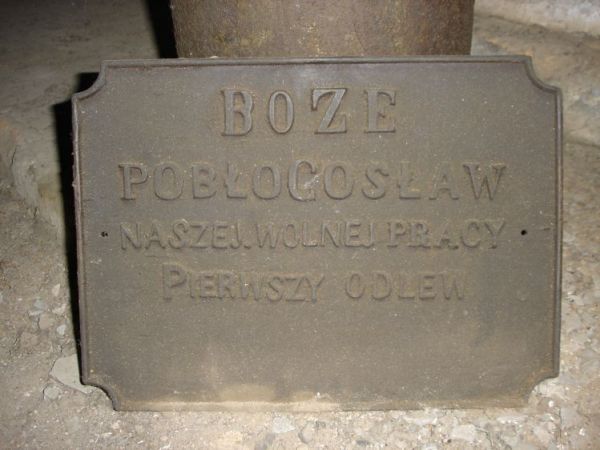 BOZE
POBŁOGOSŁAW
NASZEJ.WOLNEJ PRACY
PIERWSZY ODLEW